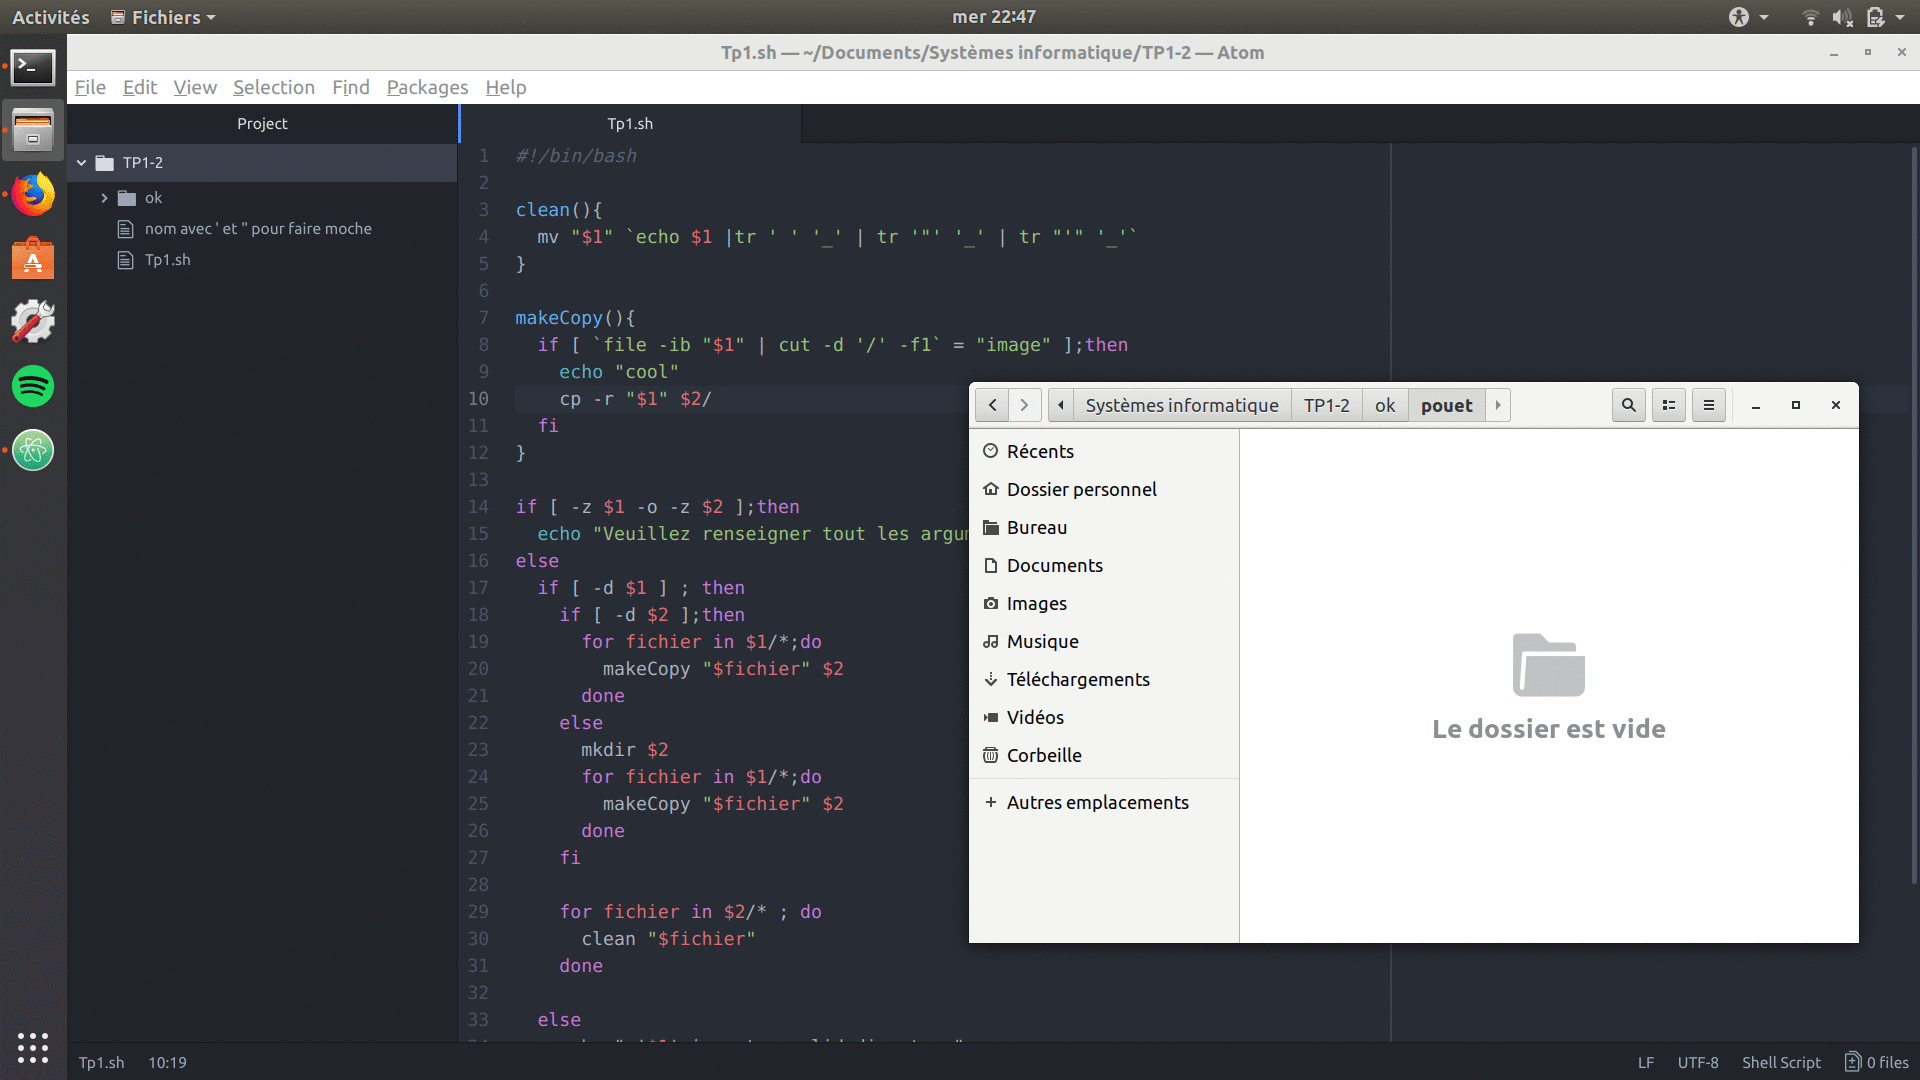 Activités Fichiers mer 22:47
Tp1.sh — ~/Documents/Systèmes informatique/TP1-2 — Atom
File Edit View Selection Find Packages Help
Project
TP1-2
ok
nom avec ' et " pour faire moche
Tp1.sh
Tp1.sh
1 #!/bin/bash
2
3 clean(){
4 mv "$1" `echo $1 |tr ' ' '_' | tr '"' '_' | tr "'" '_'`
5 }
6
7 makeCopy(){
8 if [ `file -ib "$1" | cut -d '/' -f1` = "image" ];then
9 echo "cool"
10 cp -r "$1" $2/
11 fi
12 }
13
14 if [ -z $1 -o -z $2 ];then
15 echo "Veuillez renseigner tout les argum
16 else
17 if [ -d $1 ] ; then
18 if [ -d $2 ];then
19 for fichier in $1/*;do
20 makeCopy "$fichier" $2
21 done
22 else
23 mkdir $2
24 for fichier in $1/*;do
25 makeCopy "$fichier" $2
26 done
27 fi
28
29 for fichier in $2/* ; do
30 clean "$fichier"
31 done
32
33 else
Systèmes informatique TP1-2 ok pouet
Récents
Dossier personnel
Bureau
Documents
Images
Musique
Téléchargements
Vidéos
Corbeille
Autres emplacements
Le dossier est vide
Tp1.sh 10:19 LF UTF-8 Shell Script 0 files